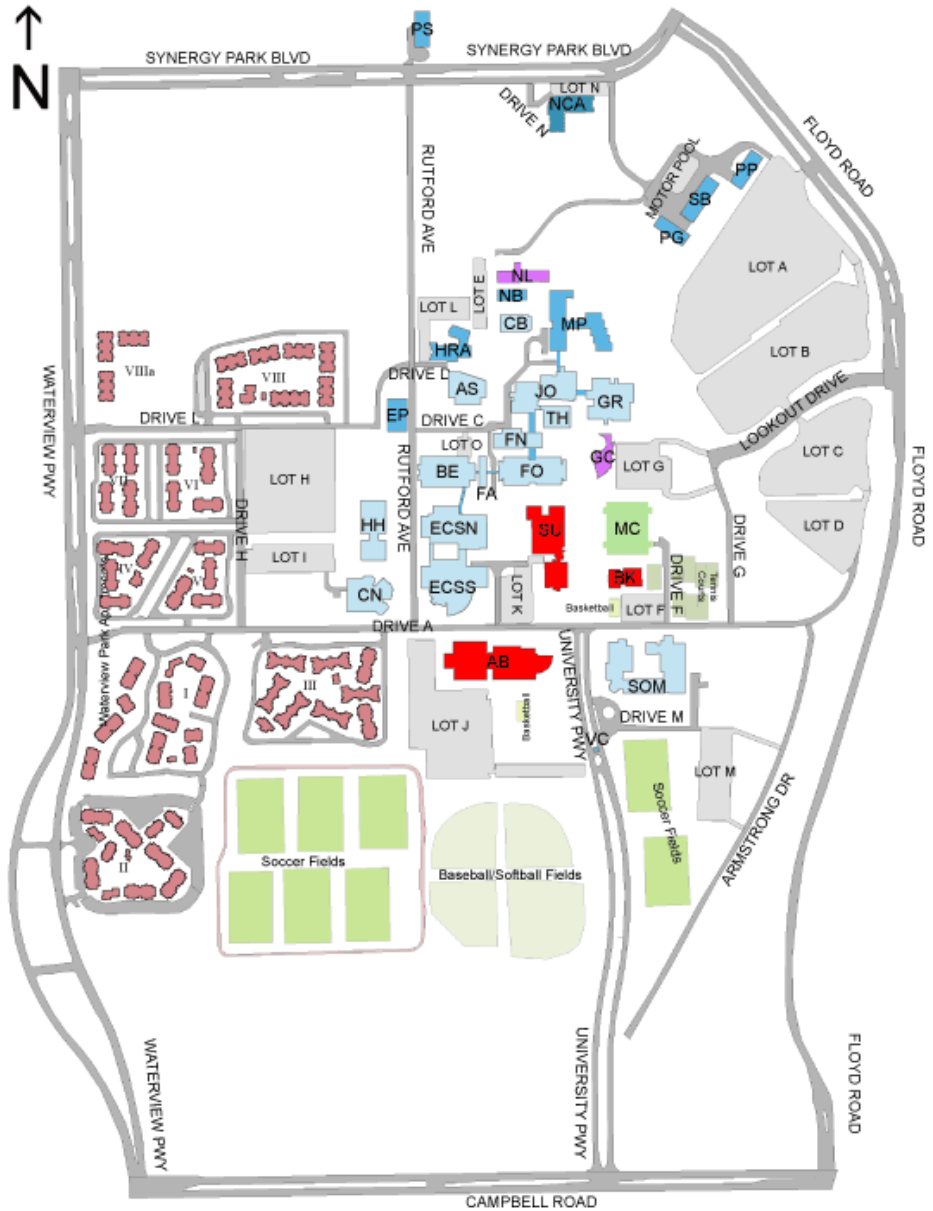 N
PS
SYNERGY PARK BLVD
SYNERGY PARK BLVD
LOT N
NCA
DRIVE N
FLOYD ROAD
RUTFORD AVE
MOTOR POOL
PP
SB
PG
LOT A
NL
LOT E
NB
LOT L
CB
MP
HRA
VIIIa
VIII
LOT B
WATERVIEW PWY
DRIVE D
AS
JO
GR
LOOKOUT DRIVE
DRIVE L
EP
DRIVE C
TH
FN
LOT O
GC
LOT G
LOT C
FLOYD ROAD
RUTFORD AVE
BE
FA
FO
VII
VI
LOT H
LOT D
HH
ECSN
SU
MC
DRIVE H
DRIVE G
IV
V
LOT I
CN
ECSS
LOT K
BK
DRIVE F
Tennis Courts
Basketball
LOT F
Waterview Park Apartments
DRIVE A
UNIVERSITY PWY
AB
SOM
I
III
LOT J
Basketball
DRIVE M
VC
LOT M
Soccer Fields
ARMSTRONG DR
II
Soccer Fields
Baseball/Softball Fields
WATERVIEW PWY
UNIVERSITY PWY
FLOYD ROAD
CAMPBELL ROAD